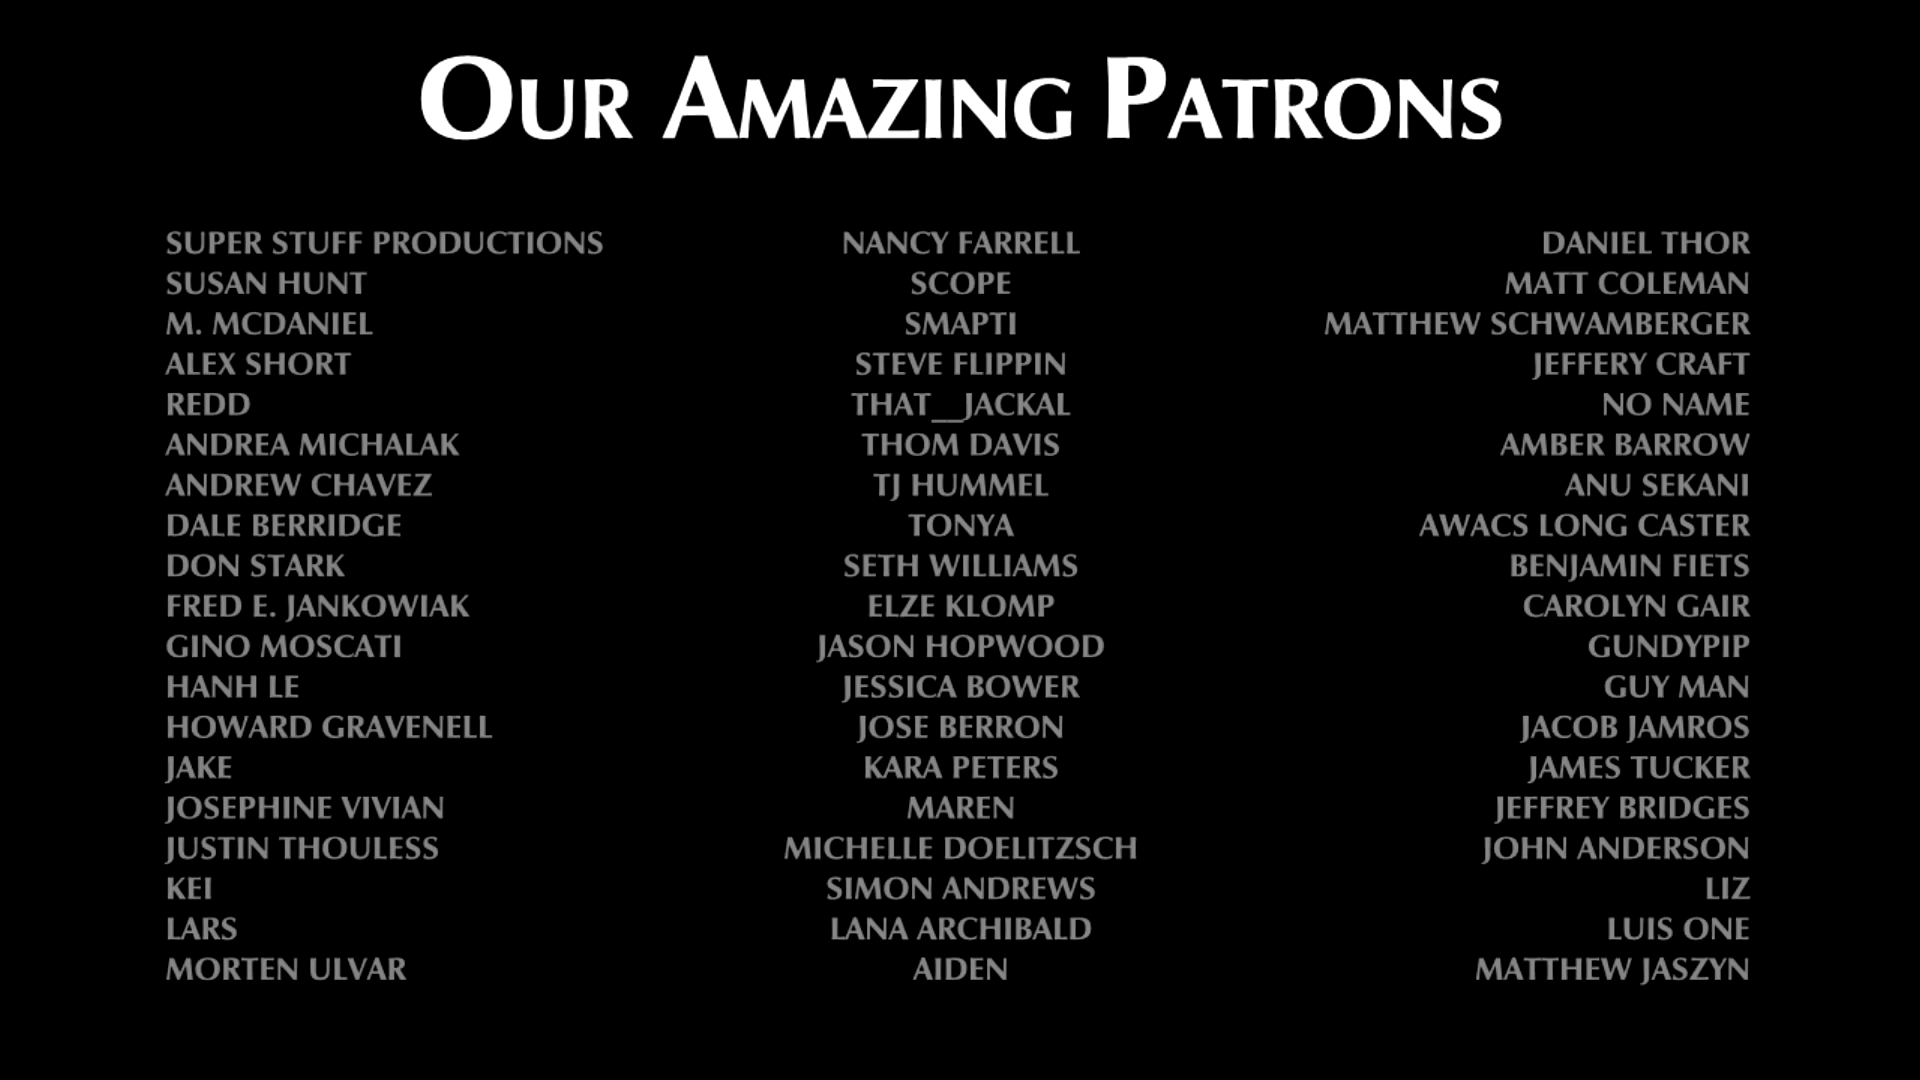 OUR AMAZING PATRONS
SUPER STUFF PRODUCTIONS
SUSAN HUNT
M. MCDANIEL
ALEX SHORT
REDD
ANDREA MICHALAK
ANDREW CHAVEZ
DALE BERRIDGE
DON STARK
FRED E. JANKOWIAK
GINO MOSCATI
HANH LE
HOWARD GRAVENELL
JAKE
JOSEPHINE VIVIAN
JUSTIN THOULESS
KEI
LARS
MORTEN ULVAR
NANCY FARRELL
SCOPE
SMAPTI
STEVE FLIPPIN
THAT__JACKAL
THOM DAVIS
TJ HUMMEL
TONYA
SETH WILLIAMS
ELZE KLOMP
JASON HOPWOOD
JESSICA BOWER
JOSE BERRON
KARA PETERS
MAREN
MICHELLE DOELITZSCH
SIMON ANDREWS
LANA ARCHIBALD
AIDEN
DANIEL THOR
MATT COLEMAN
MATTHEW SCHWAMBERGER
JEFFERY CRAFT
NO NAME
AMBER BARROW
ANU SEKANI
AWACS LONG CASTER
BENJAMIN FIETS
CAROLYN GAIR
GUNDYPIP
GUY MAN
JACOB JAMROS
JAMES TUCKER
JEFFREY BRIDGES
JOHN ANDERSON
LIZ
LUIS ONE
MATTHEW JASZYN